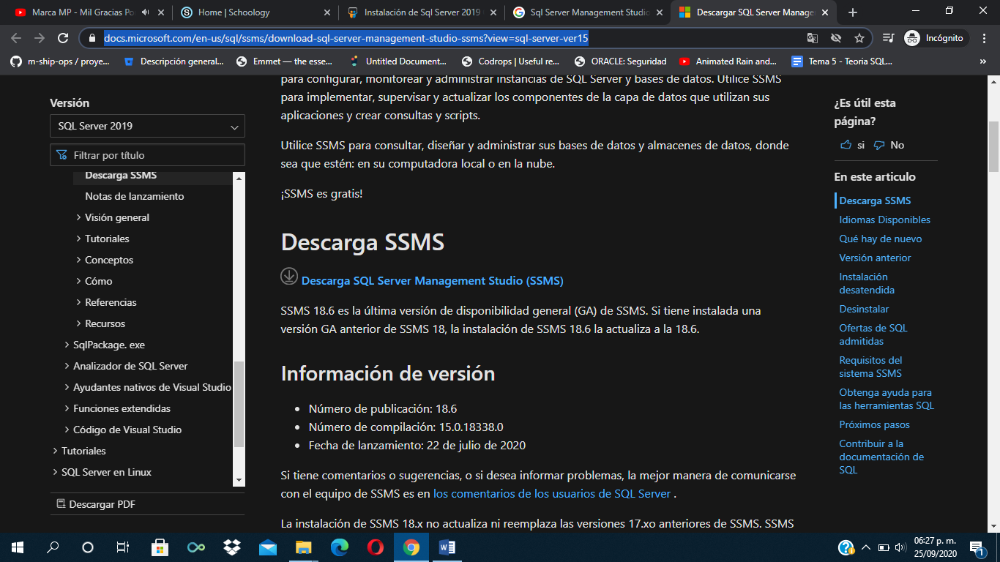 Marca MP - Mil Gracias Po
Home | Schoology
Instalación de Sql Server 2019
Sql Server Management Studio
Descargar SQL Server Manage
docs.microsoft.com/en-us/sql/ssms/download-sql-server-management-studio-ssms?view=sql-server-ver15
Incógnito
m-ship-ops / proye...
Descripción general...
Emmet — the esse...
Untitled Document...
Codrops | Useful re...
ORACLE: Seguridad
Animated Rain and...
Tema 5 - Teoria SQL...
»
Versión
SQL Server 2019
Filtrar por título
Descarga SSMS
Notas de lanzamiento
Visión general
Tutoriales
Conceptos
Cómo
Referencias
Recursos
SqlPackage. exe
Analizador de SQL Server
Ayudantes nativos de Visual Studio
Funciones extendidas
Código de Visual Studio
Tutoriales
SQL Server en Linux
Descargar PDF
para configurar, monitorear y administrar instancias de SQL Server y bases de datos. Utilice SSMS
para implementar, supervisar y actualizar los componentes de la capa de datos que utilizan sus
aplicaciones y crear consultas y scripts.
Utilice SSMS para consultar, diseñar y administrar sus bases de datos y almacenes de datos, donde
sea que estén: en su computadora local o en la nube.
¡SSMS es gratis!
Descarga SSMS
Descarga SQL Server Management Studio (SSMS)
SSMS 18.6 es la última versión de disponibilidad general (GA) de SSMS. Si tiene instalada una
versión GA anterior de SSMS 18, la instalación de SSMS 18.6 la actualiza a la 18.6.
Información de versión
• Número de publicación: 18.6
• Número de compilación: 15.0.18338.0
• Fecha de lanzamiento: 22 de julio de 2020
Si tiene comentarios o sugerencias, o si desea informar problemas, la mejor manera de comunicarse
con el equipo de SSMS es en los comentarios de los usuarios de SQL Server .
La instalación de SSMS 18.x no actualiza ni reemplaza las versiones 17.xo anteriores de SSMS. SSMS
¿Es útil esta
página?
si
No
En este articulo
Descarga SSMS
Idiomas Disponibles
Qué hay de nuevo
Versión anterior
Instalación
desatendida
Desinstalar
Ofertas de SQL
admitidas
Requisitos del
sistema SSMS
Obtenga ayuda para
las herramientas SQL
Próximos pasos
Contribuir a la
documentación de
SQL
06:27 p. m.
25/09/2020
1